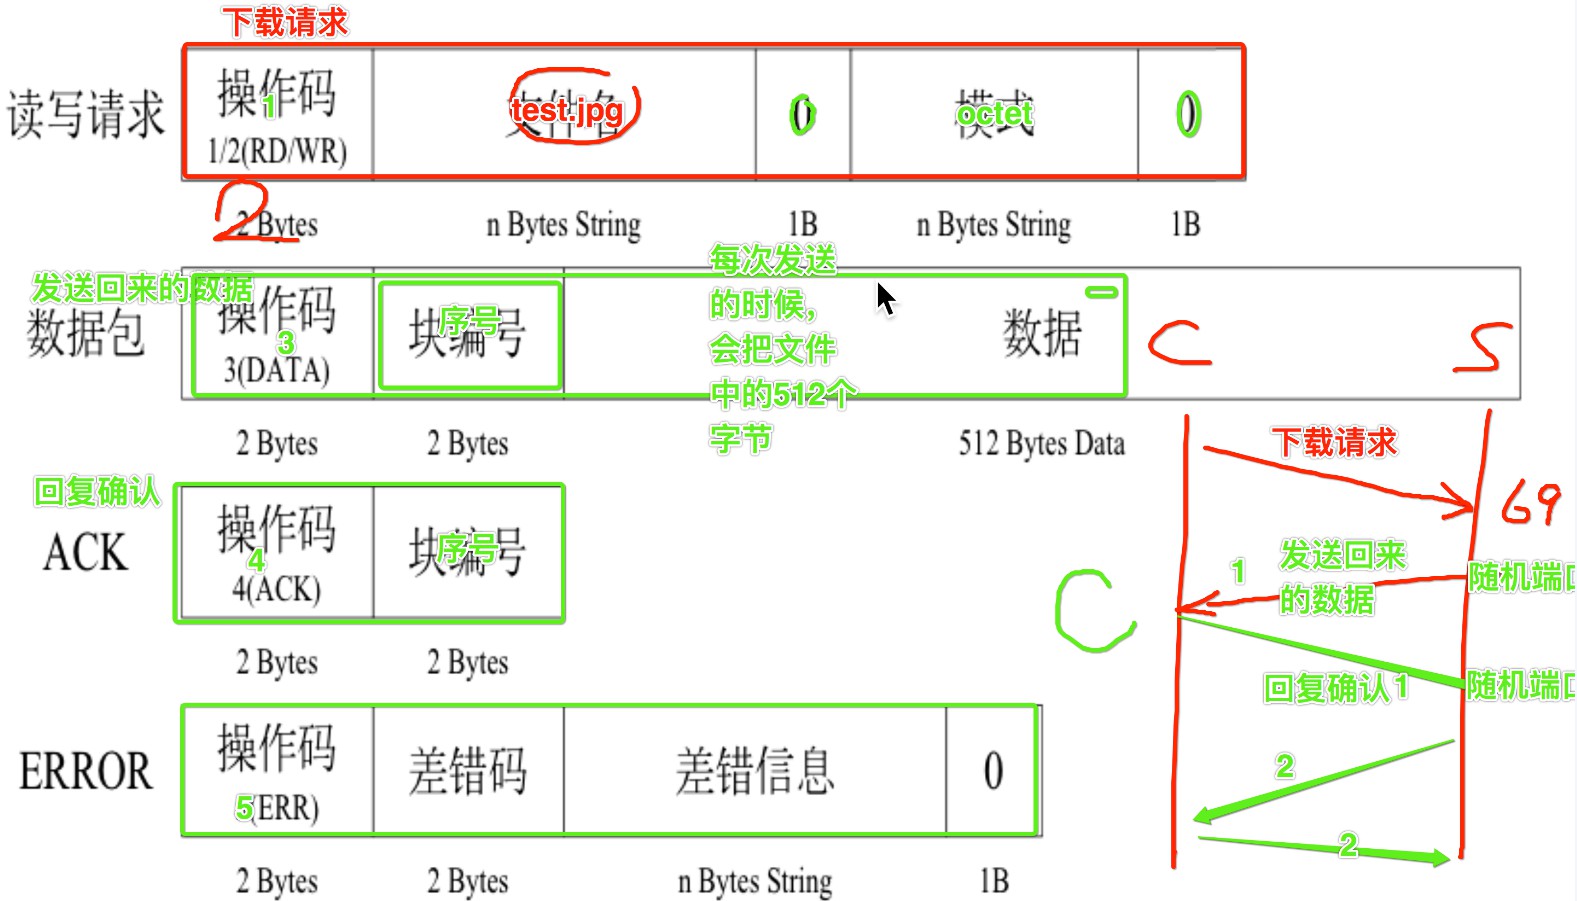 下载请求
读写请求
操作码
1
1/2(RD/WR)
文件名
test.jpg
0
模式
octet
0
2
2 Bytes
n Bytes String
1B
n Bytes String
1B
发送回来的数据
数据包
操作码
3
3(DATA)
块编号
序号
每次发送
的时候，
会把文件
中的512个
字节
数据
C
S
2 Bytes
2 Bytes
512 Bytes Data
下载请求
69
回复确认
ACK
操作码
4
4(ACK)
块编号
序号
2 Bytes
2 Bytes
1
发送回来
的数据
随机端口
C
回复确认1
随机端口
2
2
ERROR
操作码
5
(ERR)
差错码
差错信息
0
2 Bytes
2 Bytes
n Bytes String
1B